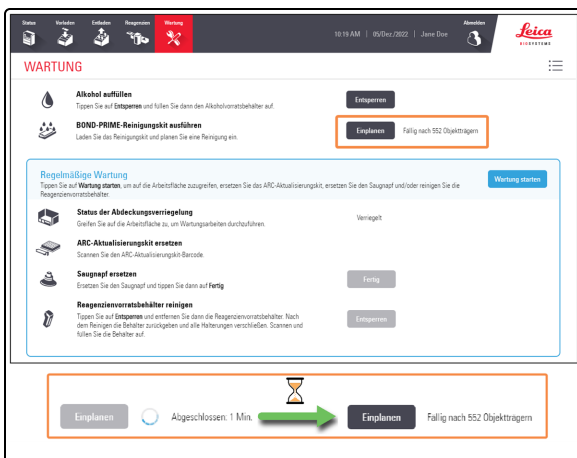 Status Vorladen Entladen Reagenzien Wartung
10:19 AM | 05/Dez./2022 | Jane Doe
Abmelden
Leica
BIOSYSTEMS
WARTUNG
Alkohol auffüllen
Tippen Sie auf Entsperren und füllen Sie dann den Alkoholvorratsbehälter auf.
Entsperren
BOND-PRIME-Reinigungskit ausführen
Laden Sie das Reinigungskit und planen Sie eine Reinigung ein.
Einplanen
Fällig nach 552 Objektträgern
Regelmäßige Wartung
Tippen Sie auf Wartung starten, um auf die Arbeitsfläche zuzugreifen, ersetzen Sie das ARC-Aktualisierungskit, ersetzen Sie den Saugnapf und/oder reinigen Sie die
Reagenzienvorratsbehälter.
Wartung starten
Status der Abdeckungsverriegelung
Greifen Sie auf die Arbeitsfläche zu, um Wartungsarbeiten durchzuführen.
Verriegelt
ARC-Aktualisierungskit ersetzen
Scannen Sie den ARC-Aktualisierungskit-Barcode.
Saugnapf ersetzen
Ersetzen Sie den Saugnapf und tippen Sie dann auf Fertig
Fertig
Reagenzienvorratsbehälter reinigen
Tippen Sie auf Entsperren und entfernen Sie dann die Reagenzienvorratsbehälter. Nach
dem Reinigen die Behälter zurückgeben und alle Halterungen verschließen. Scannen und
füllen Sie die Behälter auf.
Entsperren
Einplanen
Abgeschlossen: 1 Min.
Einplanen
Fällig nach 552 Objektträgern